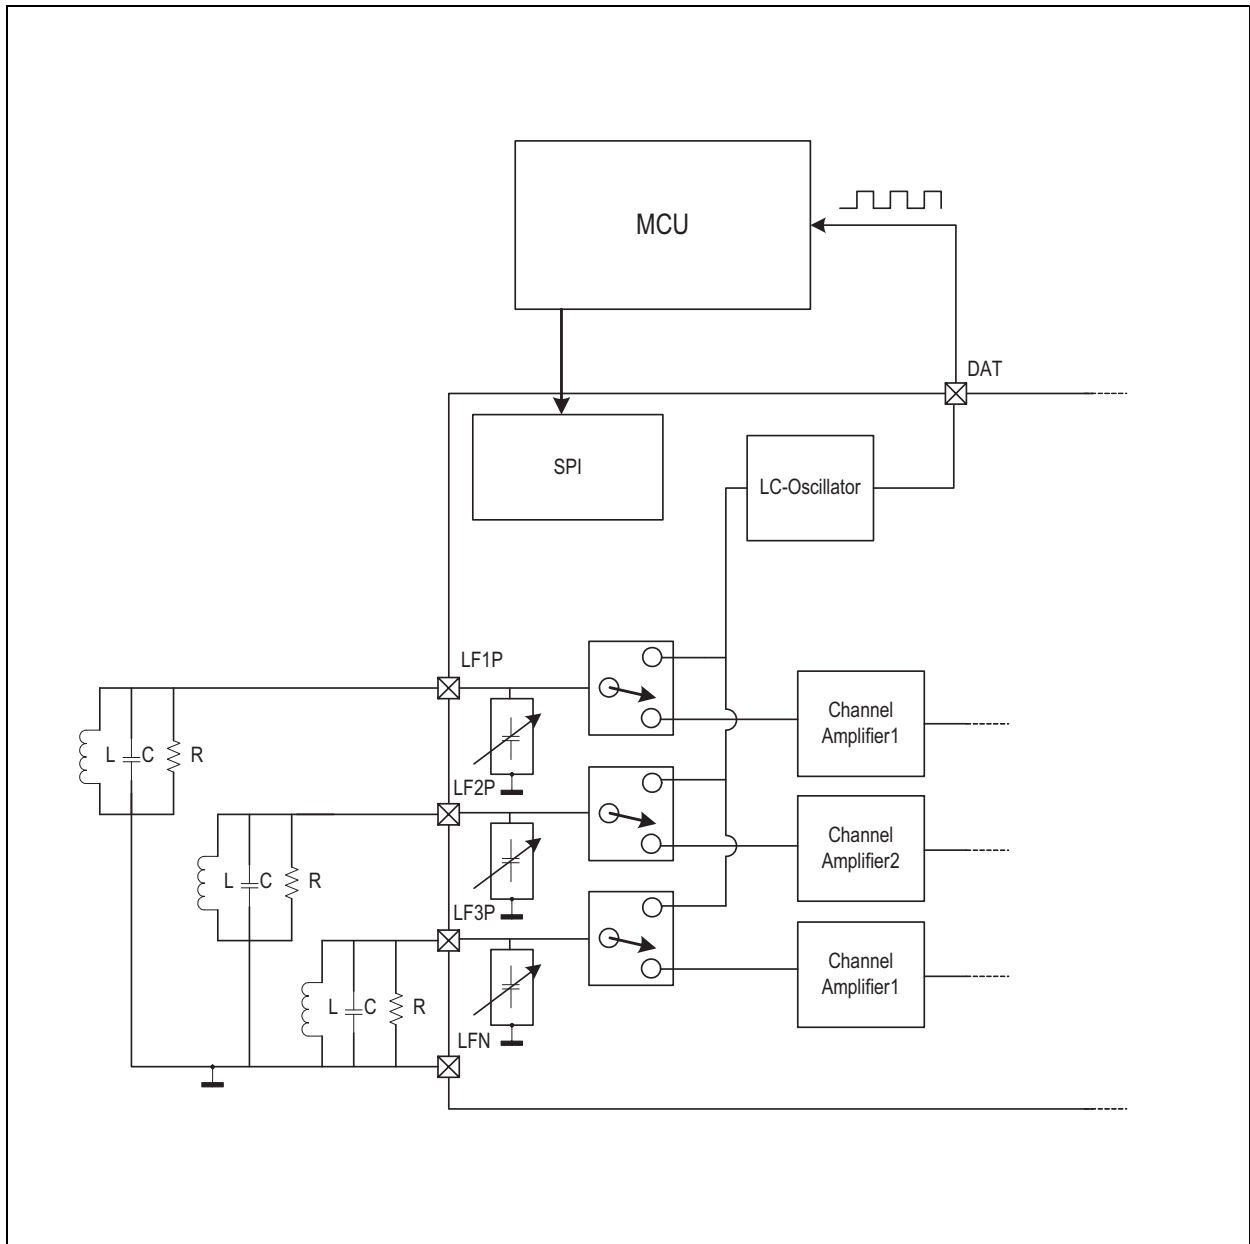 MCU
DAT
SPI
LC-Oscillator
LF1P
Channel
Amplifier1
L C R
LF2P
Channel
Amplifier2
L C R
LF3P
Channel
Amplifier1
L C R
LFN